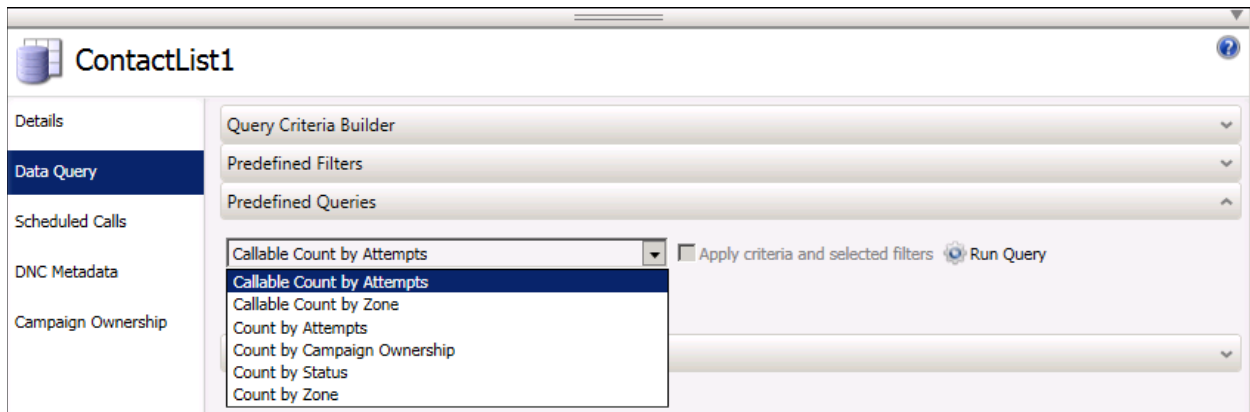 ContactList1
Details
Data Query
Scheduled Calls
DNC Metadata
Campaign Ownership
Query Criteria Builder
Predefined Filters
Predefined Queries
Callable Count by Attempts
Apply criteria and selected filters
Run Query
Callable Count by Attempts
Callable Count by Zone
Count by Attempts
Count by Campaign Ownership
Count by Status
Count by Zone